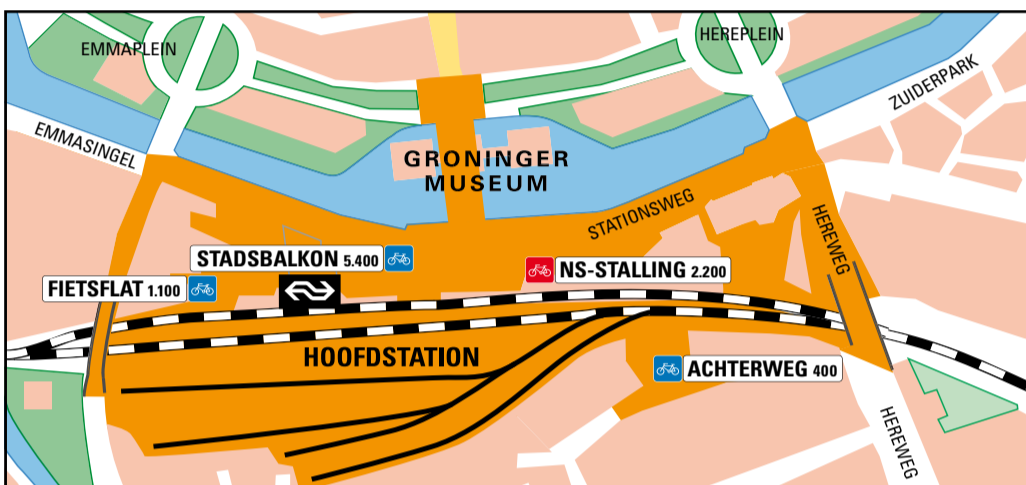 EMMAPLEIN
HEREPLEIN
ZUIDERPARK
EMMASINGEL
GRONINGER
MUSEUM
STATIONSWEG
HEREWEG
STADSBALKON 5.400
NS-STALLING 2.200
FIETSFLAT 1.100
HOOFDSTATION
ACHTERWEG 400
HEREWEG